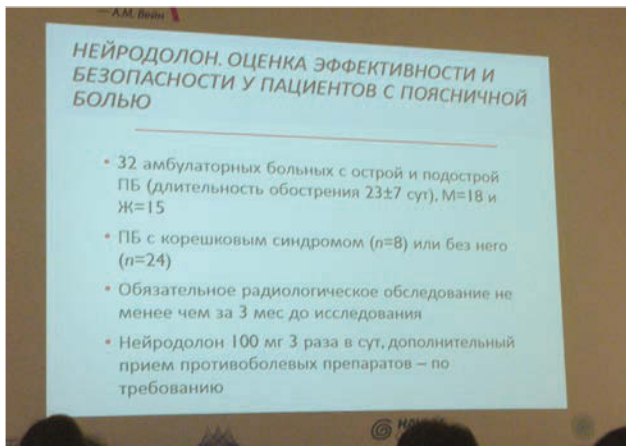 — А.М. Вейн
НЕЙРОДОЛОН. ОЦЕНКА ЭФФЕКТИВНОСТИ И
БЕЗОПАСНОСТИ У ПАЦИЕНТОВ С ПОЯСНИЧНОЙ
БОЛЬЮ
• 32 амбулаторных больных с острой и подострой
ПБ (длительность обострения 23±7 сут), М=18 и
Ж=15
• ПБ с корешковым синдромом (n=8) или без него
(n=24)
• Обязательное радиологическое обследование не
менее чем за 3 мес до исследования
• Нейродолон 100 мг 3 раза в сут, дополнительный
прием противоболевых препаратов – по
требованию